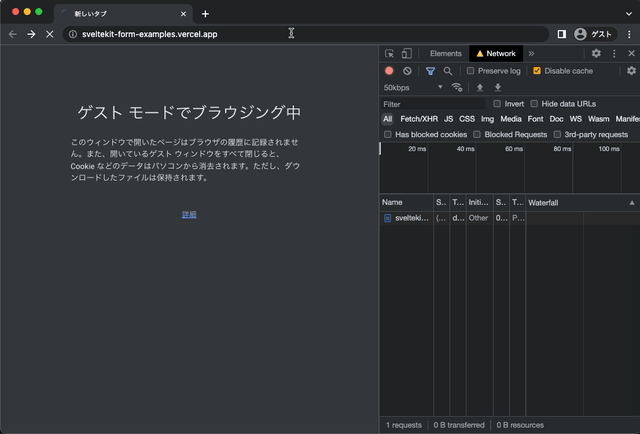 新しいタブ
sveltekit-form-examples.vercel.app
ゲスト
ゲスト モードでブラウジング中
このウィンドウで開いたページはブラウザの履歴に記録されませ
ん。また、開いているゲスト ウィンドウをすべて閉じると、
Cookie などのデータはパソコンから消去されます。ただし、ダウ
ンロードしたファイルは保持されます。
詳細
Elements Network »
Preserve log Disable cache
50kbps
Filter Invert Hide data URLs
All Fetch/XHR JS CSS Img Media Font Doc WS Wasm Manifes
Has blocked cookies Blocked Requests 3rd-party requests
20 ms 40 ms 60 ms 80 ms 100 ms
Name S.. T... Initi... S.. T... Waterfall
svelteki... (... d... Other 0... P...
1 requests 0 B transferred 0 B resources